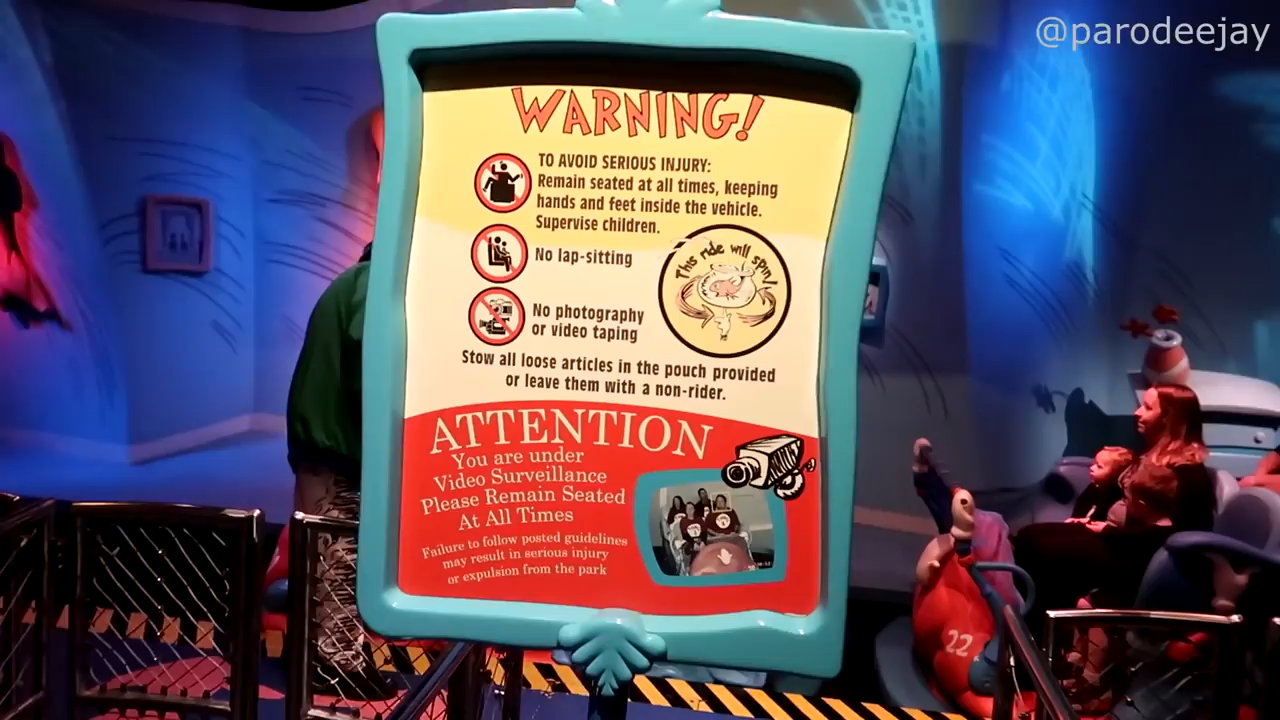 @parodeejay
WARNING!
TO AVOID SERIOUS INJURY:
Remain seated at all times, keeping
hands and feet inside the vehicle.
Supervise children.
No lap-sitting
This ride will spin!
No photography
or video taping
Stow all loose articles in the pouch provided
or leave them with a non-rider.
ATTENTION
You are under
Video Surveillance
Please Remain Seated
At All Times
Failure to follow posted guidelines
may result in serious injury
or expulsion from the park
22